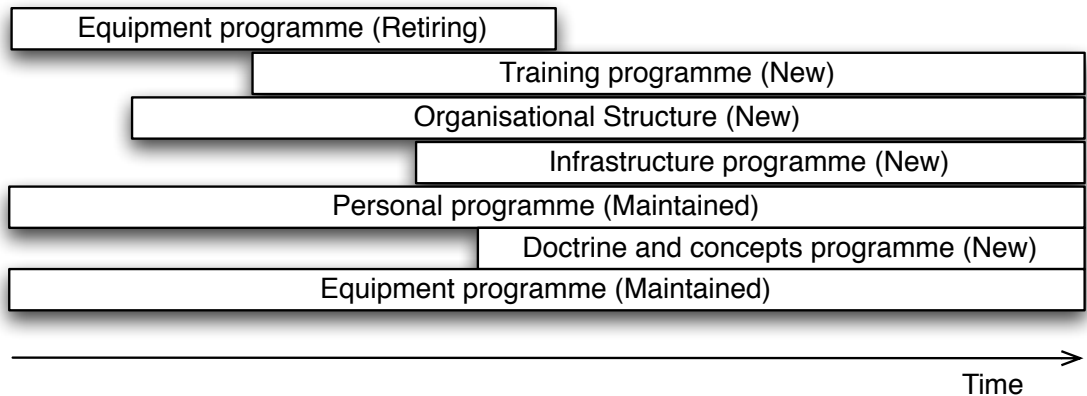 Equipment programme (Retiring)
Training programme (New)
Organisational Structure (New)
Infrastructure programme (New)
Personal programme (Maintained)
Doctrine and concepts programme (New)
Equipment programme (Maintained)
Time